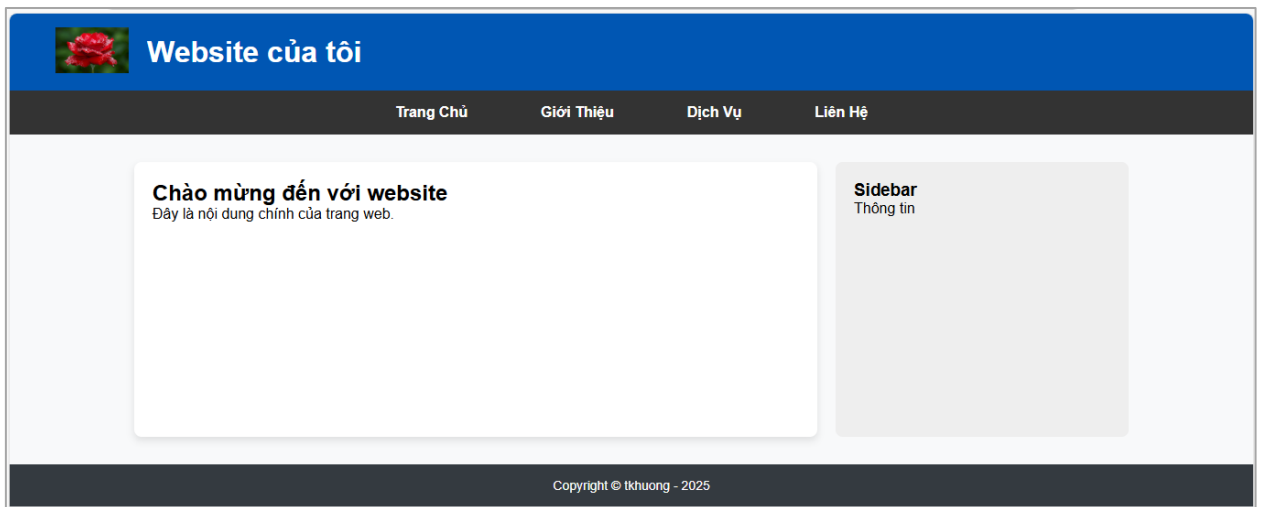 Website của tôi
Trang Chủ Giới Thiệu Dịch Vụ Liên Hệ
Chào mừng đến với website
Đây là nội dung chính của trang web.
Sidebar
Thông tin
Copyright © tkhuong - 2025